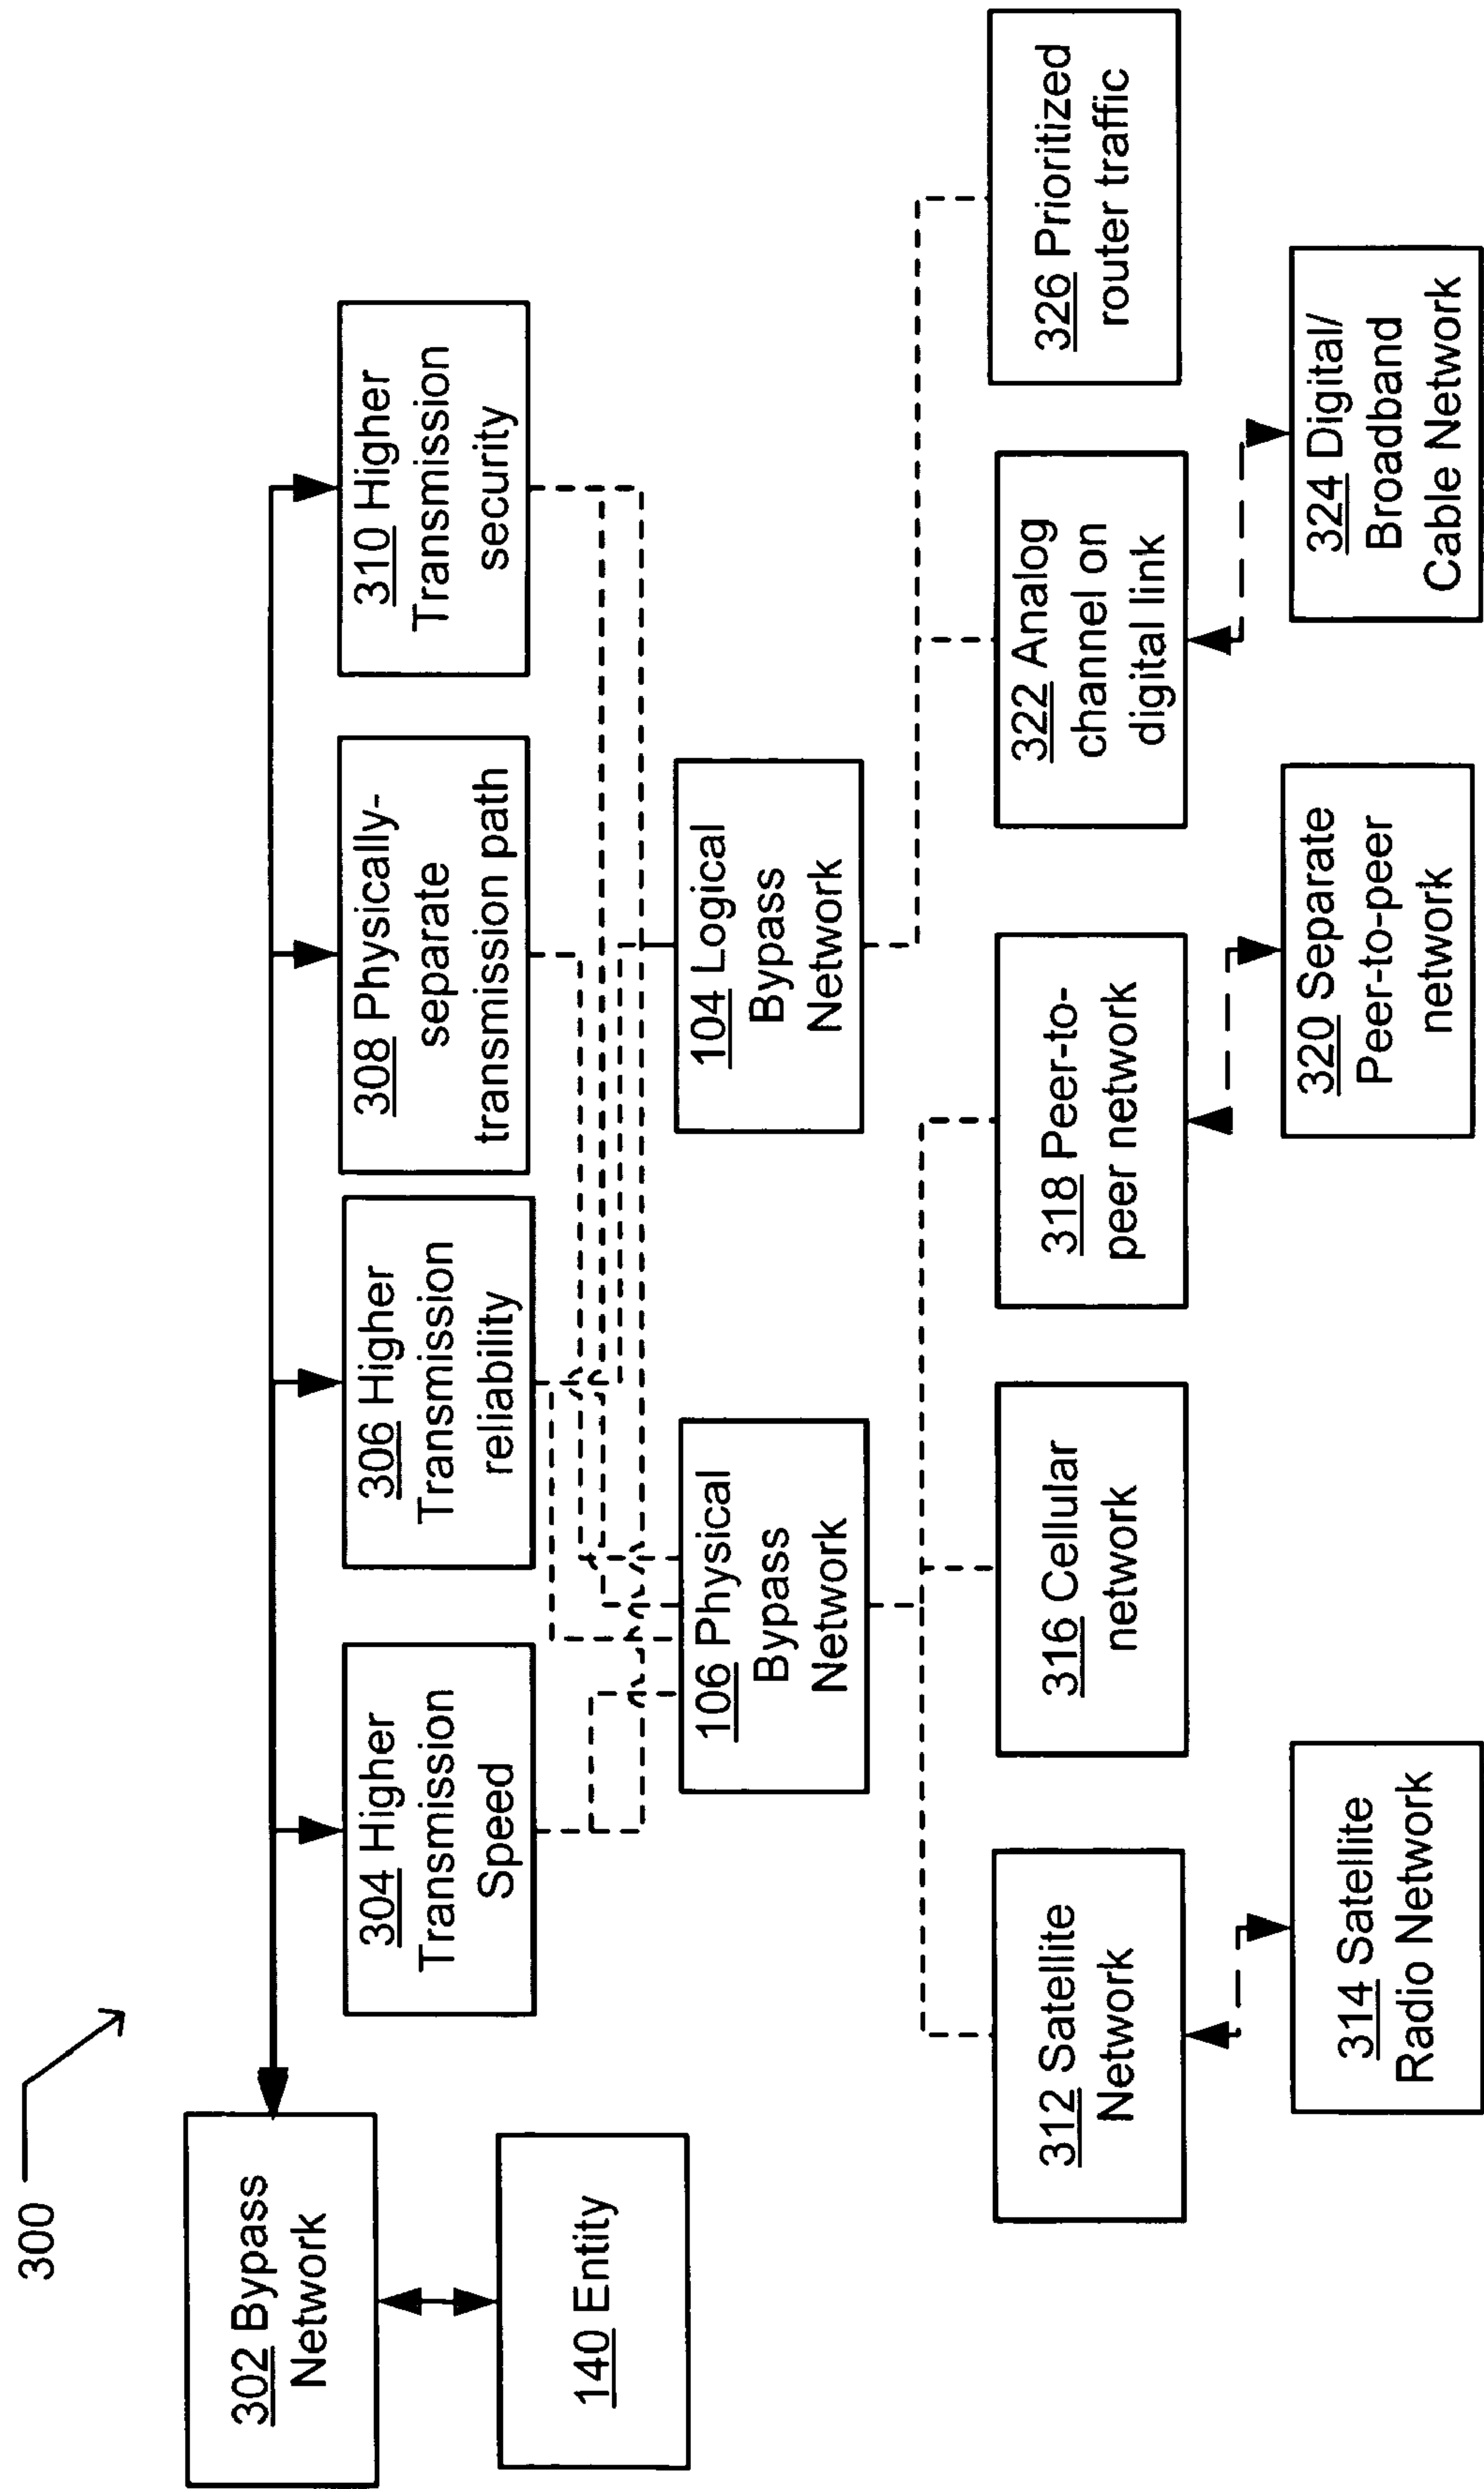 300
302 Bypass
Network
140 Entity
304 Higher
Transmission
Speed
306 Higher
Transmission
reliability
308 Physically-
separate
transmission path
310 Higher
Transmission
security
106 Physical
Bypass
Network
104 Logical
Bypass
Network
312 Satellite
Network
316 Cellular
network
318 Peer-to-
peer network
322 Analog
channel on
digital link
326 Prioritized
router traffic
314 Satellite
Radio Network
320 Separate
Peer-to-peer
network
324 Digital/
Broadband
Cable Network